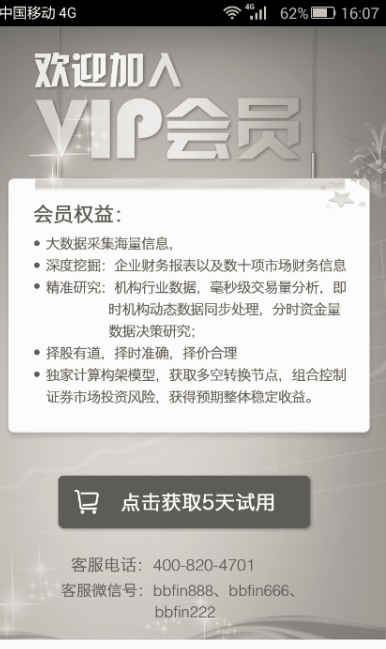 中国移动 4G 4G 62% 16:07
欢迎加入
VIP会员
会员权益：
• 大数据采集海量信息，
• 深度挖掘：企业财务报表以及数十项市场财务信息
• 精准研究：机构行业数据，毫秒级交易量分析，即
时机构动态数据同步处理，分时资金量
数据决策研究；
• 择股有道，择时准确，择价合理
• 独家计算构架模型，获取多空转换节点，组合控制
证券市场投资风险，获得预期整体稳定收益。
点击获取5天试用
客服电话：400-820-4701
客服微信号：bbfin888、bbfin666、
bbfin222